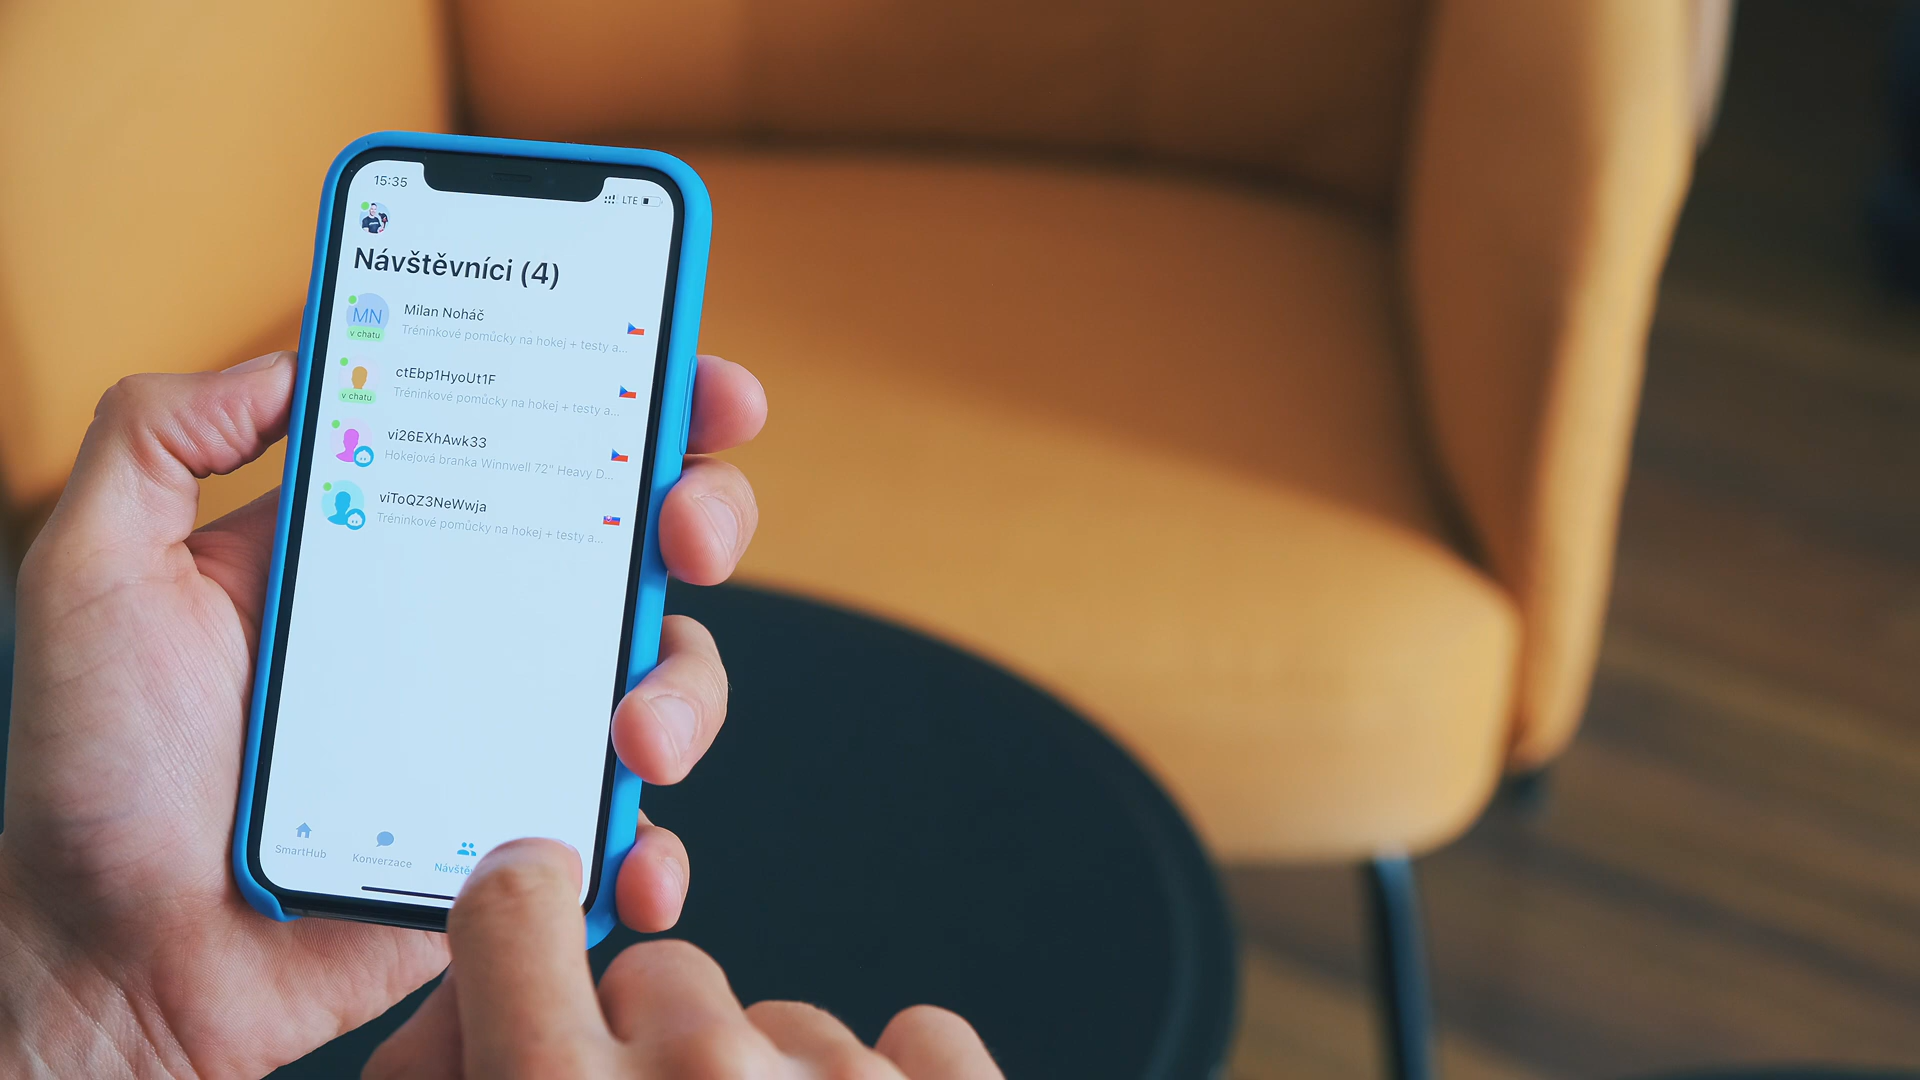 15:35
LTE
Návštěvníci (4)
MN
v chatu
Milan Noháč
Tréninkové pomůcky na hokej + testy a...
v chatu
ctEbp1HyoUt1F
Tréninkové pomůcky na hokej + testy a...
vi26EXhAwk33
Hokejová branka Winnwell 72" Heavy D...
viToQZ3NeWwja
Tréninkové pomůcky na hokej + testy a...
SmartHub
Konverzace
Návště